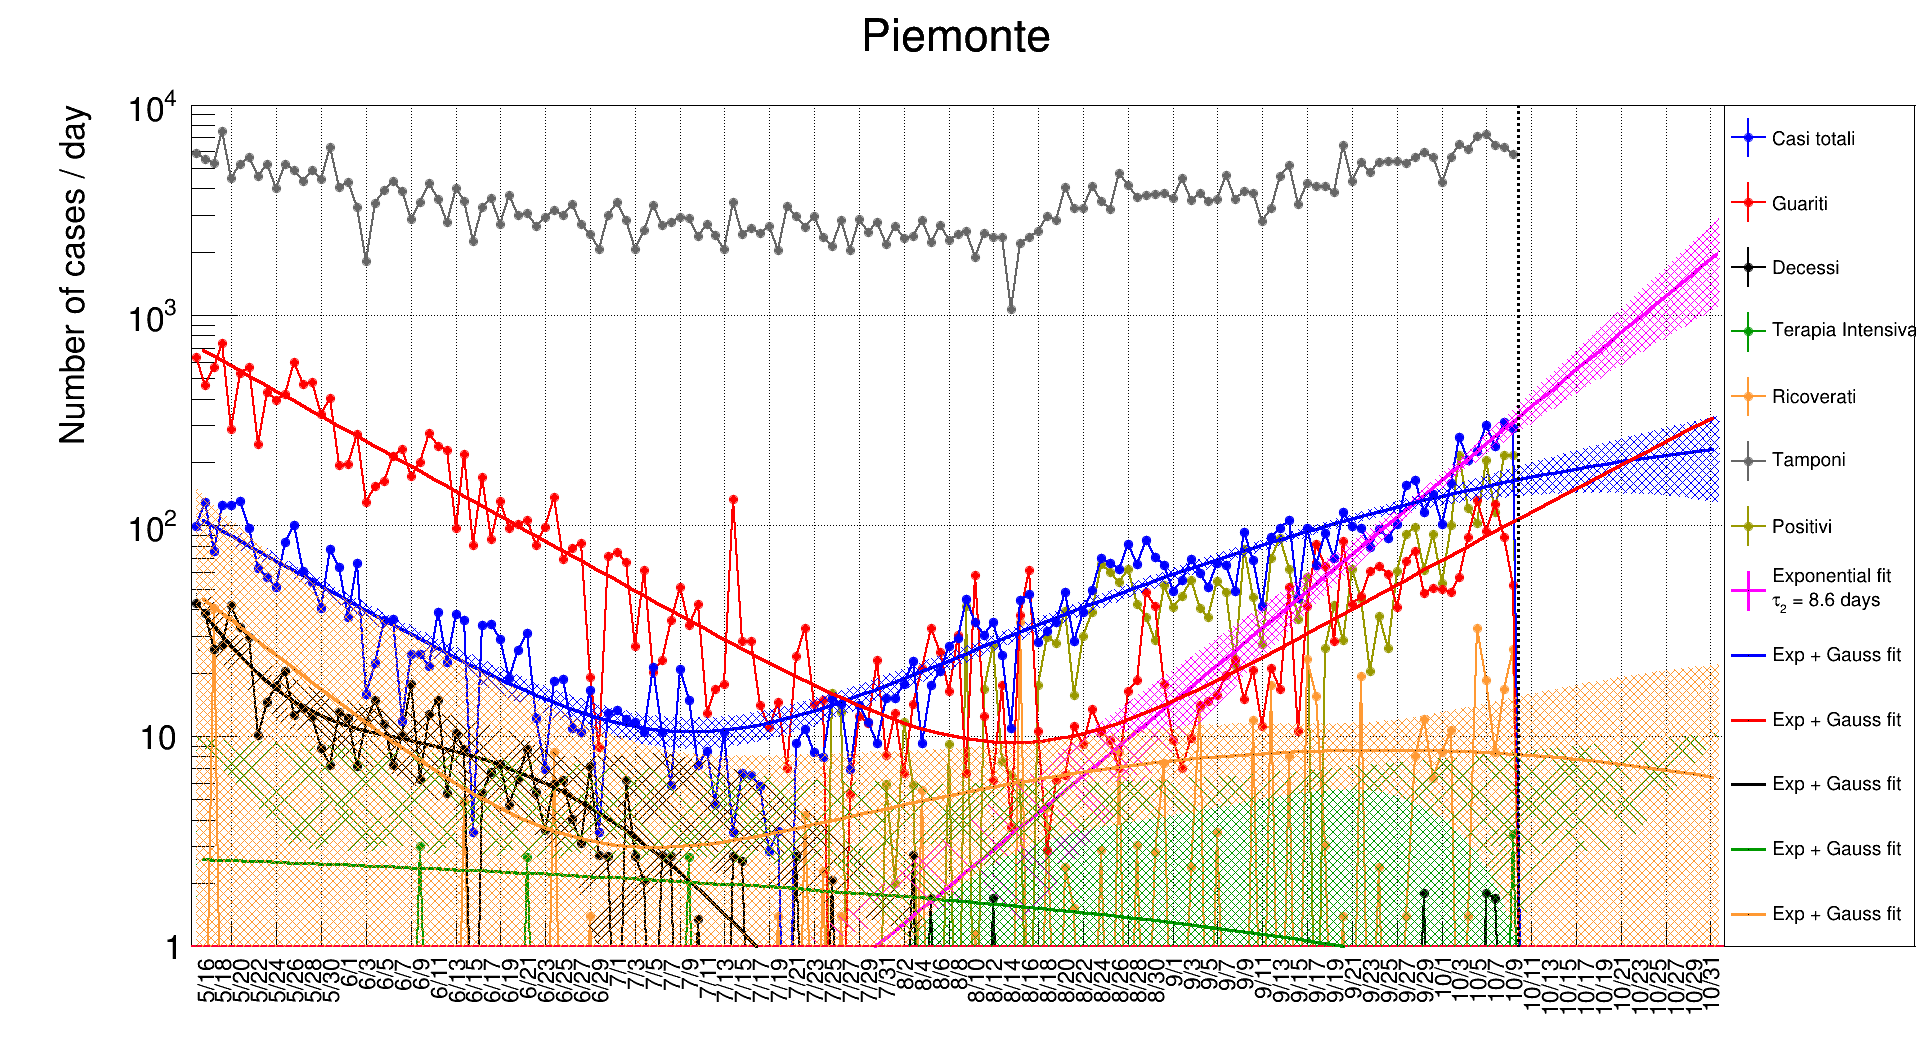 Piemonte
Number of cases / day
10^4
10^3
10^2
10
1
5/16 5/18 5/20 5/22 5/24 5/26 5/28 5/30 6/1 6/3 6/5 6/7 6/9 6/11 6/13 6/15 6/17 6/19 6/21 6/23 6/25 6/27 6/29 7/1 7/3 7/5 7/7 7/9 7/11 7/13 7/15 7/17 7/19 7/21 7/23 7/25 7/27 7/29 7/31 8/2 8/4 8/6 8/8 8/10 8/12 8/14 8/16 8/18 8/20 8/22 8/24 8/26 8/28 8/30 9/1 9/3 9/5 9/7 9/9 9/11 9/13 9/15 9/17 9/19 9/21 9/23 9/25 9/27 9/29 10/1 10/3 10/5 10/7 10/9 10/11 10/13 10/15 10/17 10/19 10/21 10/23 10/25 10/27 10/29 10/31
Casi totali
Guariti
Decessi
Terapia Intensiva
Ricoverati
Tamponi
Positivi
Exponential fit
τ₂ = 8.6 days
Exp + Gauss fit
Exp + Gauss fit
Exp + Gauss fit
Exp + Gauss fit
Exp + Gauss fit